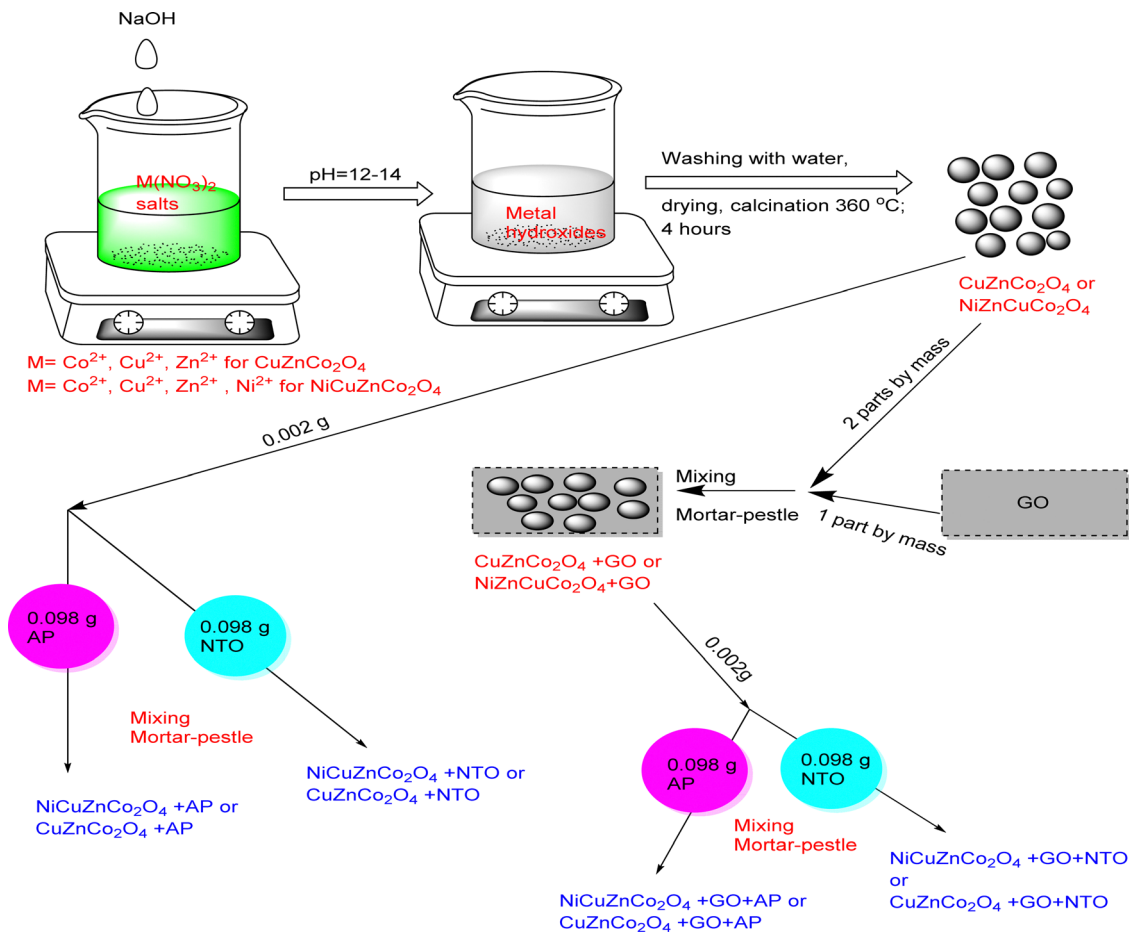 NaOH
M(NO₃)₂
salts
pH=12-14
Metal
hydroxides
Washing with water,
drying, calcination 360 °C;
4 hours
CuZnCo₂O₄ or
NiZnCuCo₂O₄
M= Co²⁺, Cu²⁺, Zn²⁺ for CuZnCo₂O₄
M= Co²⁺, Cu²⁺, Zn²⁺ , Ni²⁺ for NiCuZnCo₂O₄
0.002 g
2 parts by mass
Mixing
Mortar-pestle
GO
1 part by mass
CuZnCo₂O₄ +GO or
NiZnCuCo₂O₄+GO
0.098 g
AP
0.098 g
NTO
0.002g
Mixing
Mortar-pestle
NiCuZnCo₂O₄ +NTO or
CuZnCo₂O₄ +NTO
NiCuZnCo₂O₄ +AP or
CuZnCo₂O₄ +AP
0.098 g
AP
0.098 g
NTO
Mixing
Mortar-pestle
NiCuZnCo₂O₄ +GO+NTO
or
CuZnCo₂O₄ +GO+NTO
NiCuZnCo₂O₄ +GO+AP or
CuZnCo₂O₄ +GO+AP